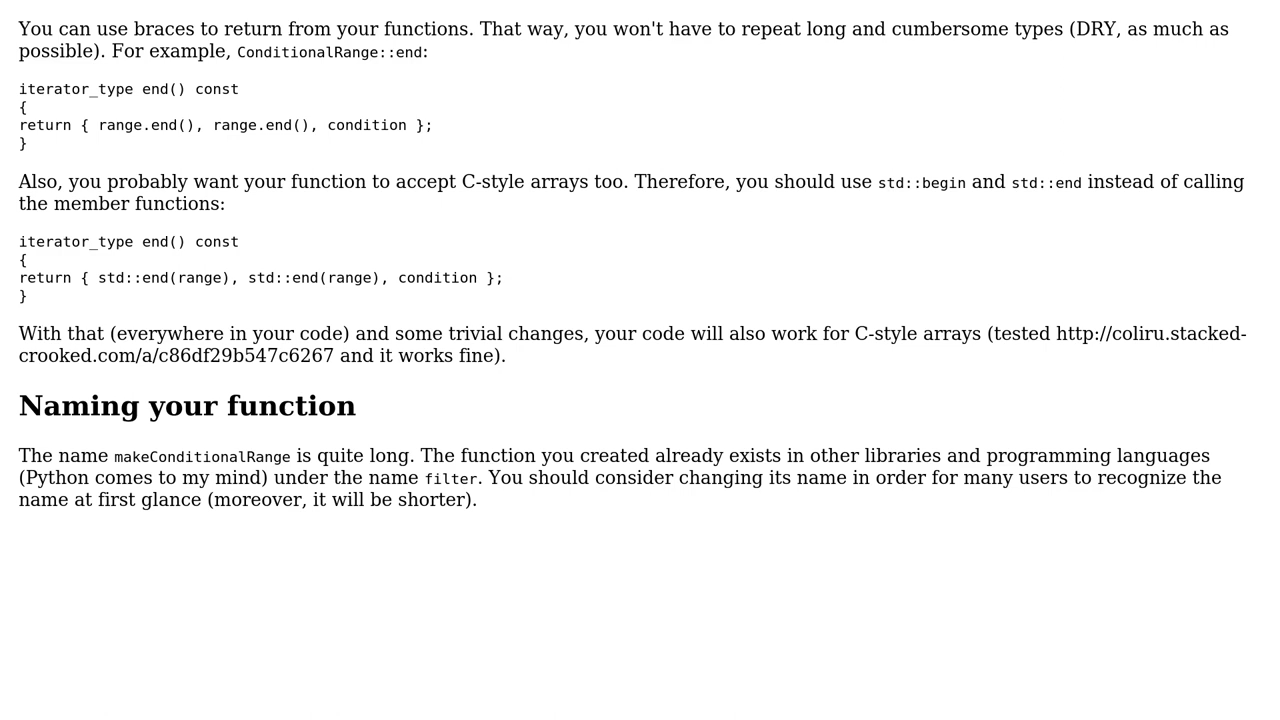 You can use braces to return from your functions. That way, you won't have to repeat long and cumbersome types (DRY, as much as
possible). For example, ConditionalRange::end:
iterator_type end() const
{
return { range.end(), range.end(), condition };
}
Also, you probably want your function to accept C-style arrays too. Therefore, you should use std::begin and std::end instead of calling
the member functions:
iterator_type end() const
{
return { std::end(range), std::end(range), condition };
}
With that (everywhere in your code) and some trivial changes, your code will also work for C-style arrays (tested http://coliru.stacked-
crooked.com/a/c86df29b547c6267 and it works fine).
Naming your function
The name makeConditionalRange is quite long. The function you created already exists in other libraries and programming languages
(Python comes to my mind) under the name filter. You should consider changing its name in order for many users to recognize the
name at first glance (moreover, it will be shorter).